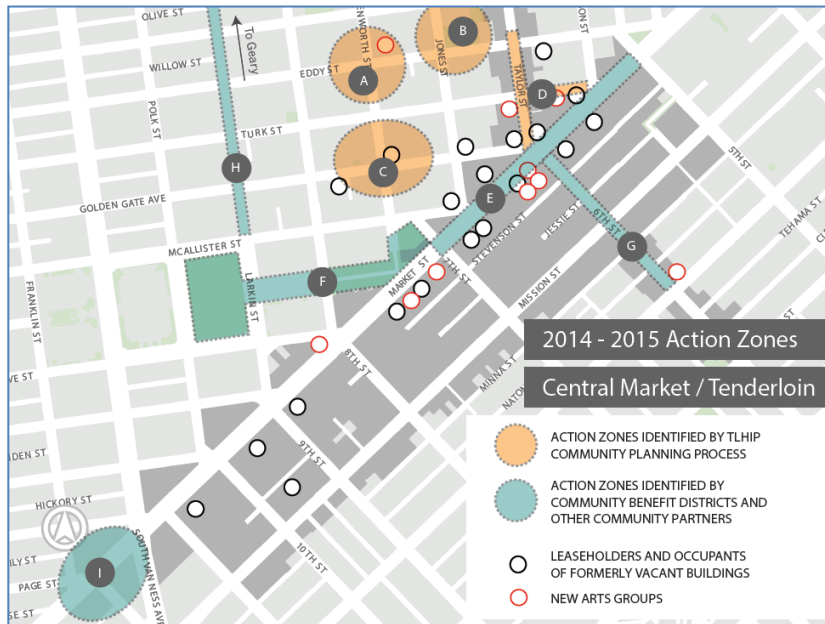 OLIVE ST
To Geary
WILLOW ST
EDDY ST
JONES ST
TAYLOR ST
B
A
D
POLK ST
TURK ST
5TH ST
H
C
GOLDEN GATE AVE
E
TEHAMA ST
6TH ST
STEVENSON ST
JESSIE ST
G
MCALLISTER ST
F
MARKET ST
7TH ST
MISSION ST
LARKIN ST
FRANKLIN ST
2014 - 2015 Action Zones
Central Market / Tenderloin
MINNA ST
8TH ST
ACTION ZONES IDENTIFIED BY TLHIP
COMMUNITY PLANNING PROCESS
9TH ST
ACTION ZONES IDENTIFIED BY
COMMUNITY BENEFIT DISTRICTS AND
OTHER COMMUNITY PARTNERS
HICKORY ST
SOUTH VAN NESS AVE
10TH ST
LEASEHOLDERS AND OCCUPANTS
OF FORMERLY VACANT BUILDINGS
I
PAGE ST
NEW ARTS GROUPS